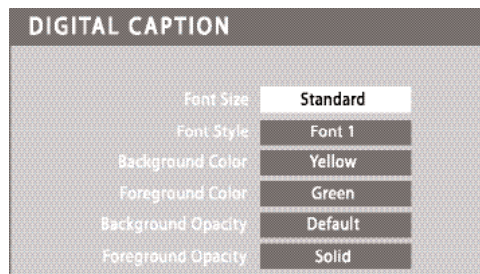 DIGITAL CAPTION
Font Size Standard
Font Style Font 1
Background Color Yellow
Foreground Color Green
Background Opacity Default
Foreground Opacity Solid